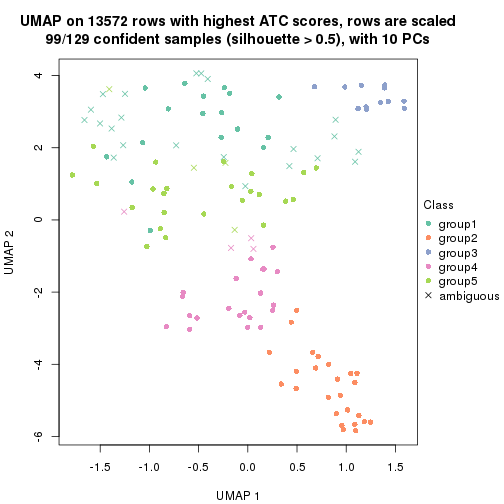 UMAP on 13572 rows with highest ATC scores, rows are scaled
99/129 confident samples (silhouette > 0.5), with 10 PCs
4
2
0
-2
-4
-6
UMAP 2
-1.5
-1.0
-0.5
0.0
0.5
1.0
1.5
UMAP 1
Class
group1
group2
group3
group4
group5
ambiguous